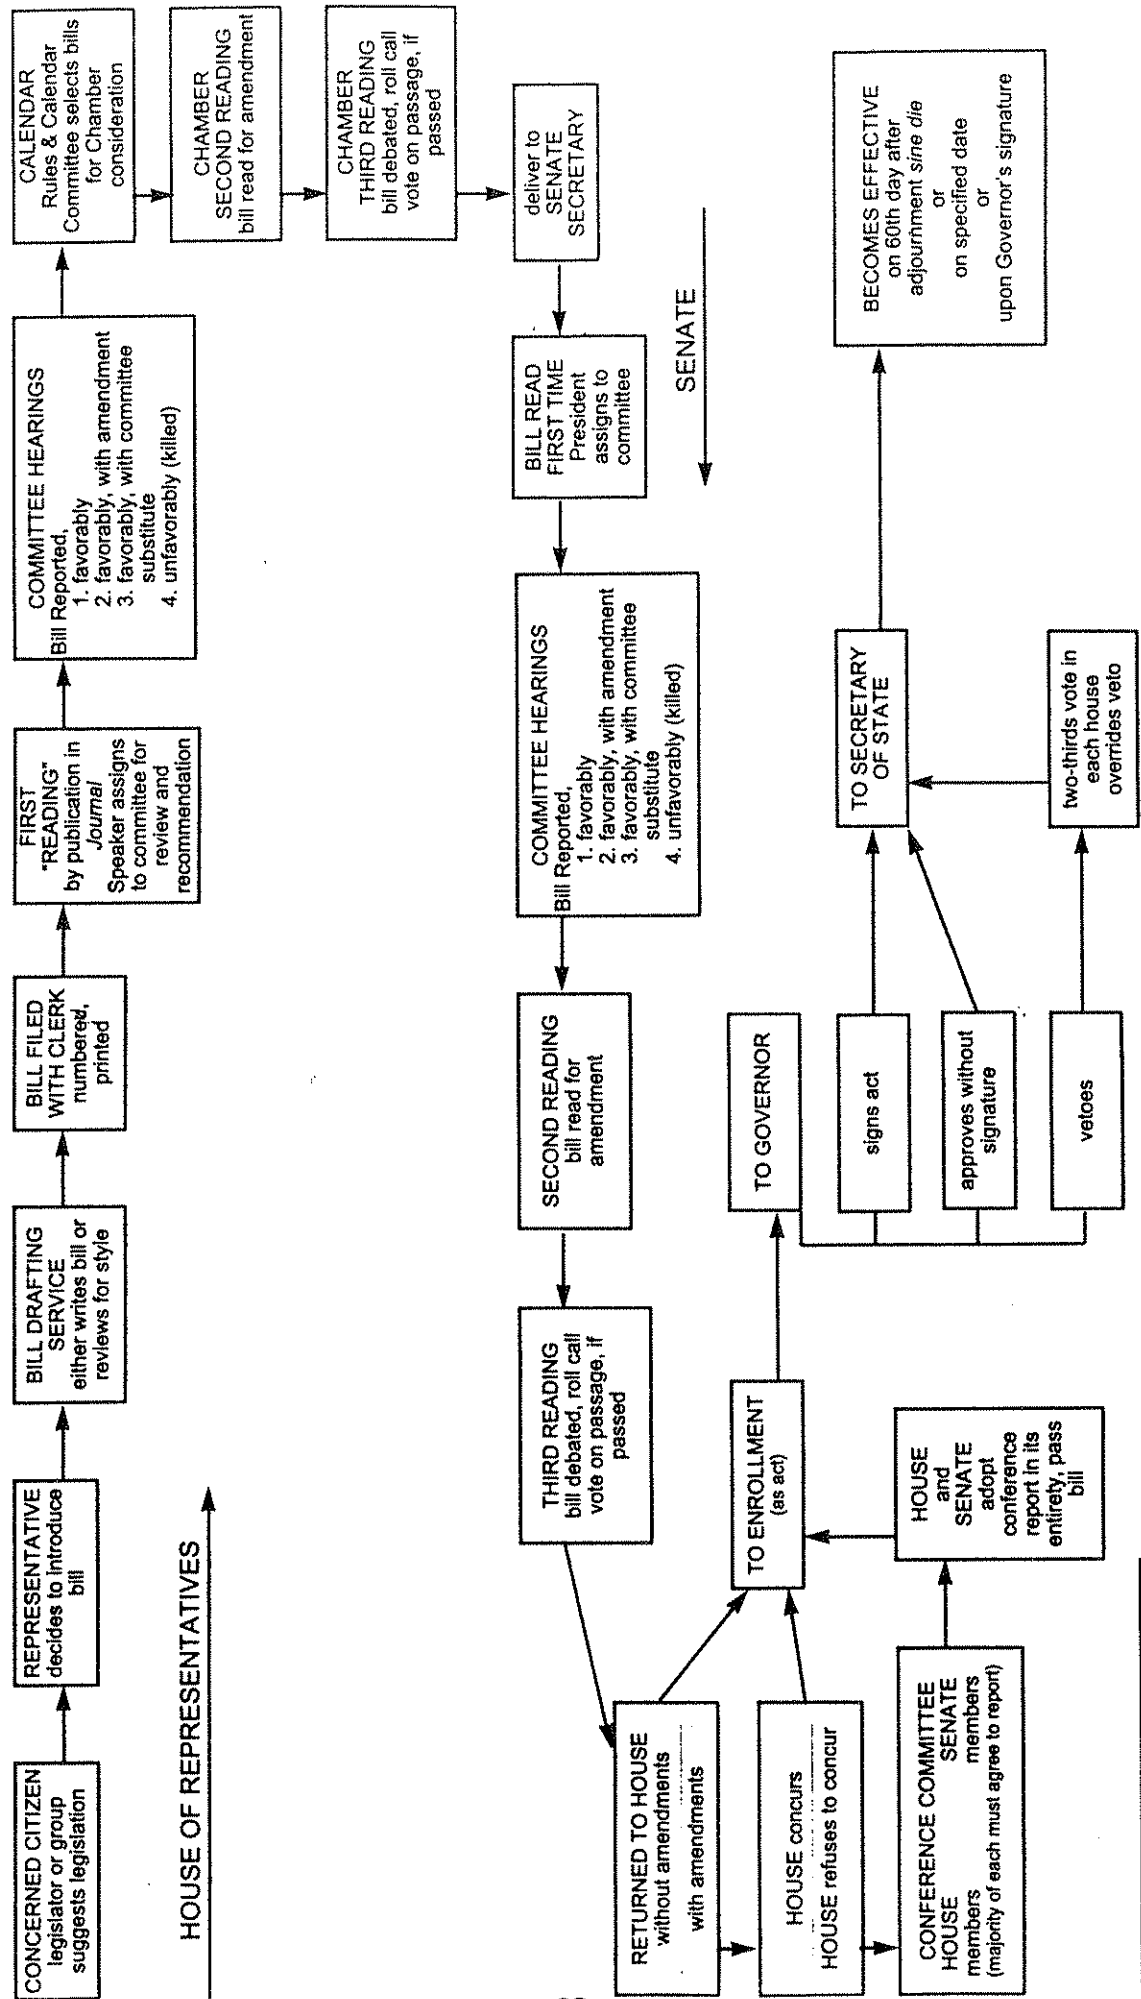 CONCERNED CITIZEN
legislator or group
suggests legislation
REPRESENTATIVE
decides to introduce
bill
BILL DRAFTING
SERVICE
either writes bill or
reviews for style
BILL FILED
WITH CLERK
numbered,
printed
FIRST
"READING"
by publication in
Journal
Speaker assigns
to committee for
review and
recommendation
COMMITTEE HEARINGS
Bill Reported,
1. favorably
2. favorably, with amendment
3. favorably, with committee
substitute
4. unfavorably (killed)
CALENDAR
Rules & Calendar
Committee selects bills
for Chamber
consideration
HOUSE OF REPRESENTATIVES
CHAMBER
SECOND READING
bill read for amendment
CHAMBER
THIRD READING
bill debated, roll call
vote on passage, if
passed
deliver to
SENATE
SECRETARY
BILL READ
FIRST TIME
President
assigns to
committee
COMMITTEE HEARINGS
Bill Reported,
1. favorably
2. favorably, with amendment
3. favorably, with committee
substitute
4. unfavorably (killed)
SECOND READING
bill read for
amendment
THIRD READING
bill debated, roll call
vote on passage, if
passed
SENATE
RETURNED TO HOUSE
without amendments
with amendments
HOUSE concurs
HOUSE refuses to concur
CONFERENCE COMMITTEE
HOUSE SENATE
members members
(majority of each must agree to report)
HOUSE
and
SENATE
adopt
conference
report in its
entirety, pass
bill
TO ENROLLMENT
(as act)
TO GOVERNOR
signs act
approves without
signature
vetoes
two-thirds vote in
each house
overrides veto
TO SECRETARY
OF STATE
BECOMES EFFECTIVE
on 60th day after
adjournment sine die
or
on specified date
or
upon Governor's signature